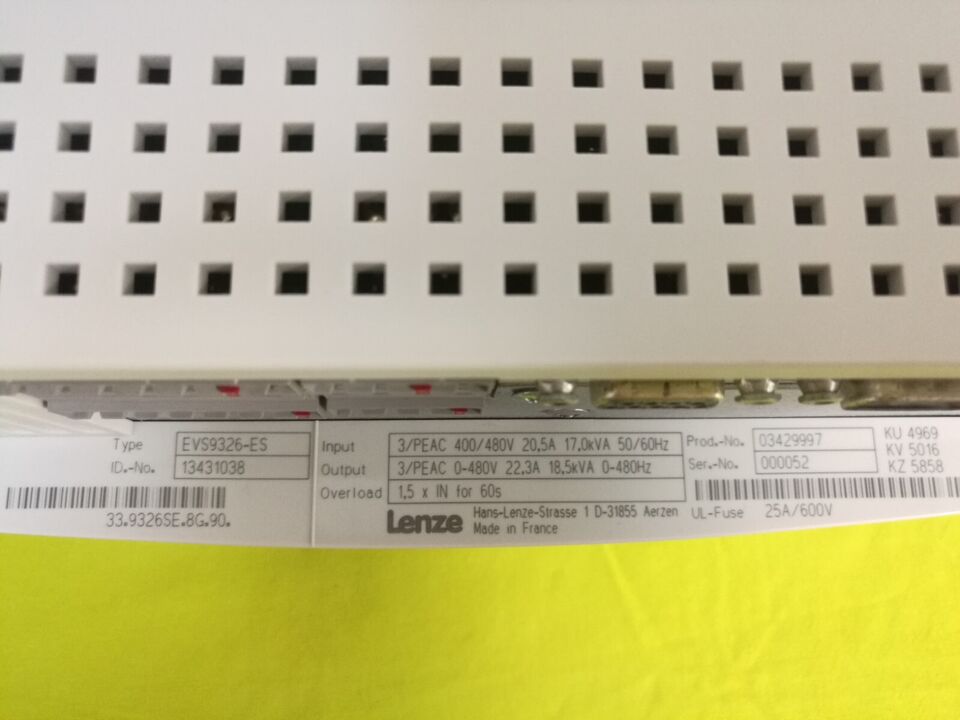 Type EVS9326-ES
ID.-No. 13431038
33.9326SE.8G.90.
Input 3/PEAC 400/480V 20,5A 17,0kVA 50/60Hz
Output 3/PEAC 0-480V 22,3A 18,5kVA 0-480Hz
Overload 1,5 x IN for 60s
Lenze Hans-Lenze-Strasse 1 D-31855 Aerzen
Made in France
Prod.-No. 03429997
Ser.-No. 000052
UL-Fuse 25A/600V
KU 4969
KV 5016
KZ 5858